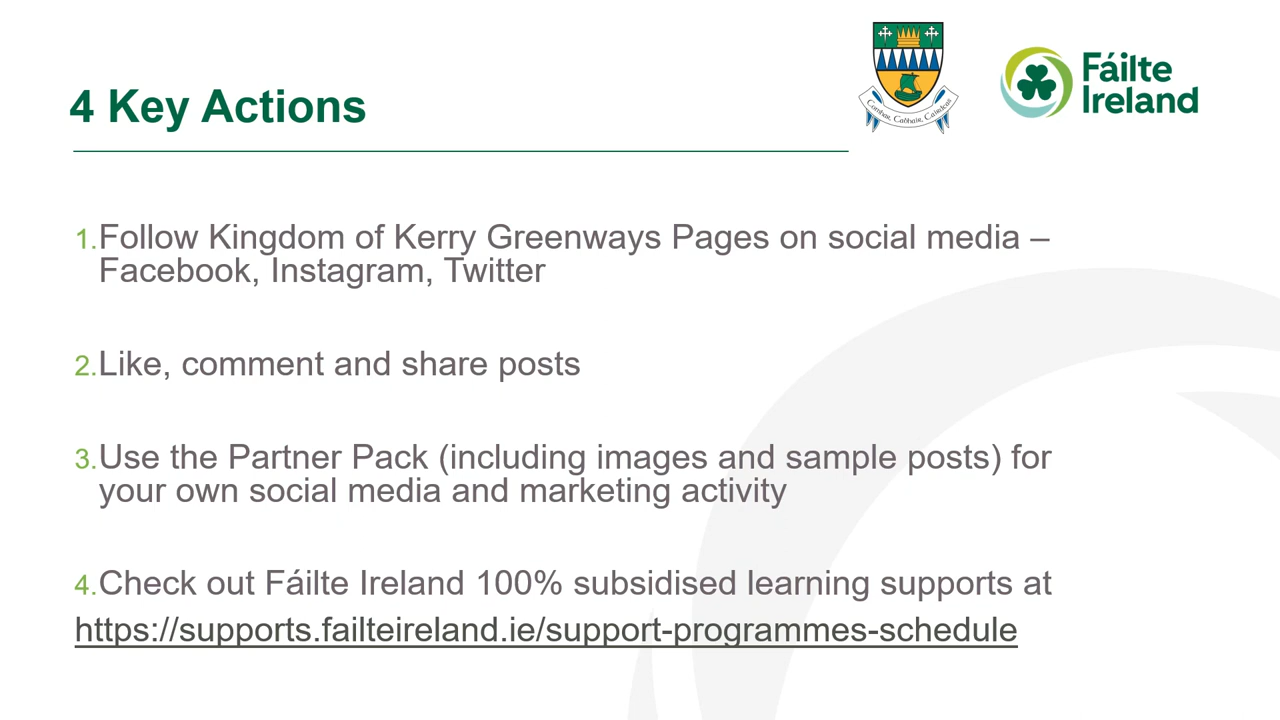 4 Key Actions
Comhar, Cabhair, Cairdeas
Fáilte
Ireland
1.Follow Kingdom of Kerry Greenways Pages on social media –
Facebook, Instagram, Twitter
2.Like, comment and share posts
3.Use the Partner Pack (including images and sample posts) for
your own social media and marketing activity
4.Check out Fáilte Ireland 100% subsidised learning supports at
https://supports.failteireland.ie/support-programmes-schedule